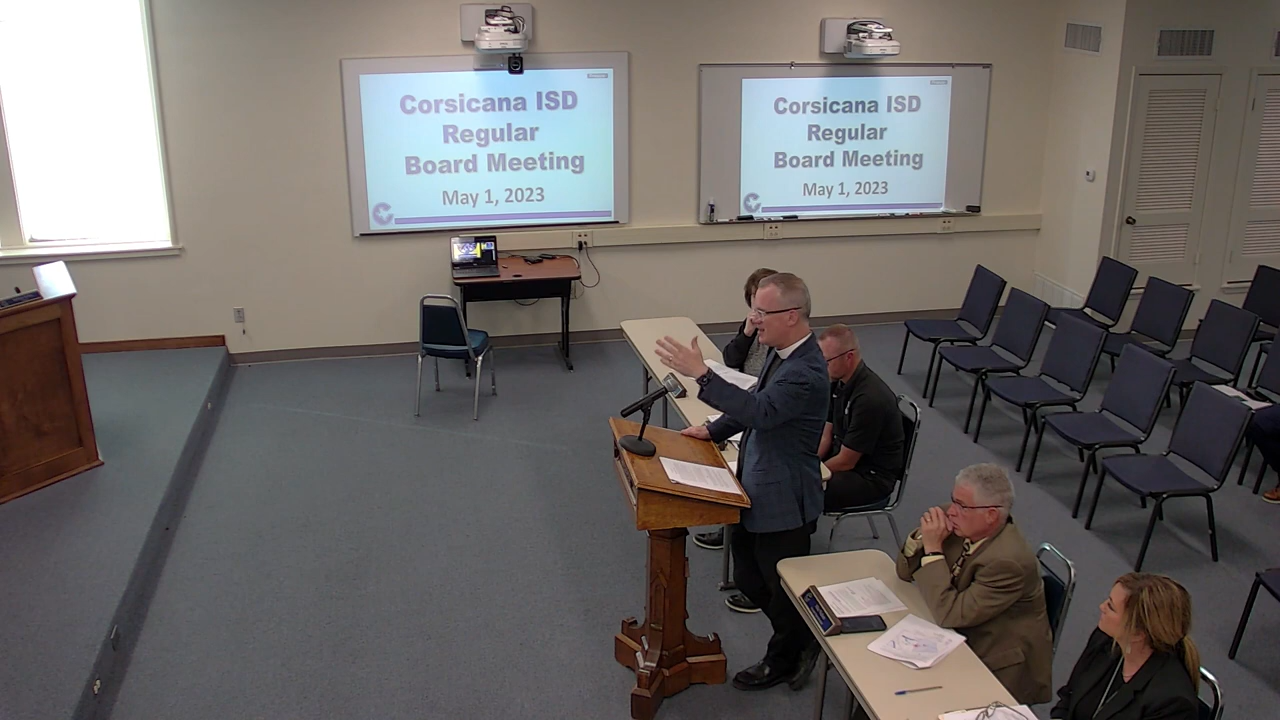 Corsicana ISD
Regular
Board Meeting
May 1, 2023
Corsicana ISD
Regular
Board Meeting
May 1, 2023